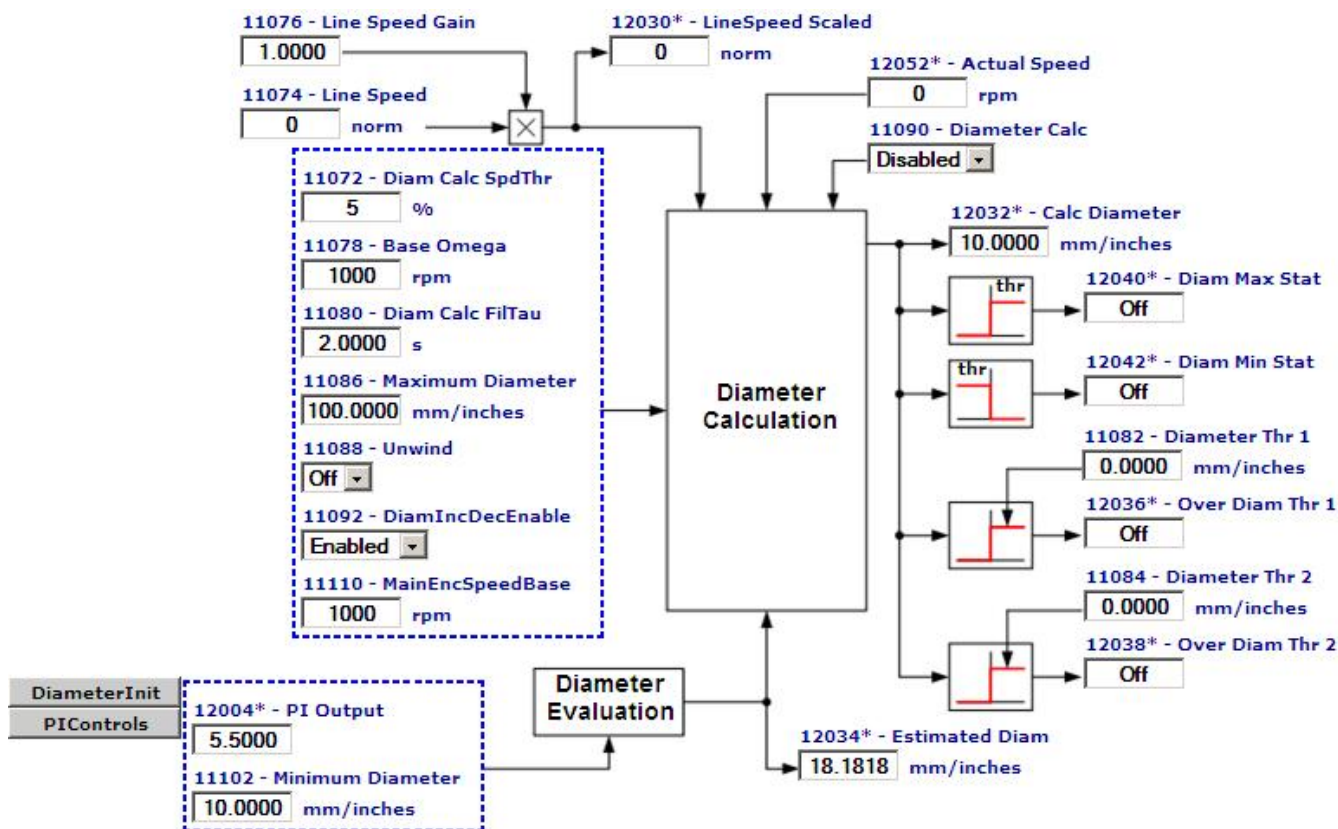 11076 - Line Speed Gain
1.0000
12030* - LineSpeed Scaled
0 norm
12052* - Actual Speed
0 rpm
11074 - Line Speed
0 norm
11090 - Diameter Calc
Disabled
11072 - Diam Calc SpdThr
5 %
11078 - Base Omega
1000 rpm
11080 - Diam Calc FilTau
2.0000 s
11086 - Maximum Diameter
100.0000 mm/inches
11088 - Unwind
Off
11092 - DiamIncDecEnable
Enabled
11110 - MainEncSpeedBase
1000 rpm
Diameter
Calculation
12032* - Calc Diameter
10.0000 mm/inches
thr
12040* - Diam Max Stat
Off
thr
12042* - Diam Min Stat
Off
11082 - Diameter Thr 1
0.0000 mm/inches
12036* - Over Diam Thr 1
Off
11084 - Diameter Thr 2
0.0000 mm/inches
12038* - Over Diam Thr 2
Off
DiameterInit
PIControls
12004* - PI Output
5.5000
11102 - Minimum Diameter
10.0000 mm/inches
Diameter
Evaluation
12034* - Estimated Diam
18.1818 mm/inches